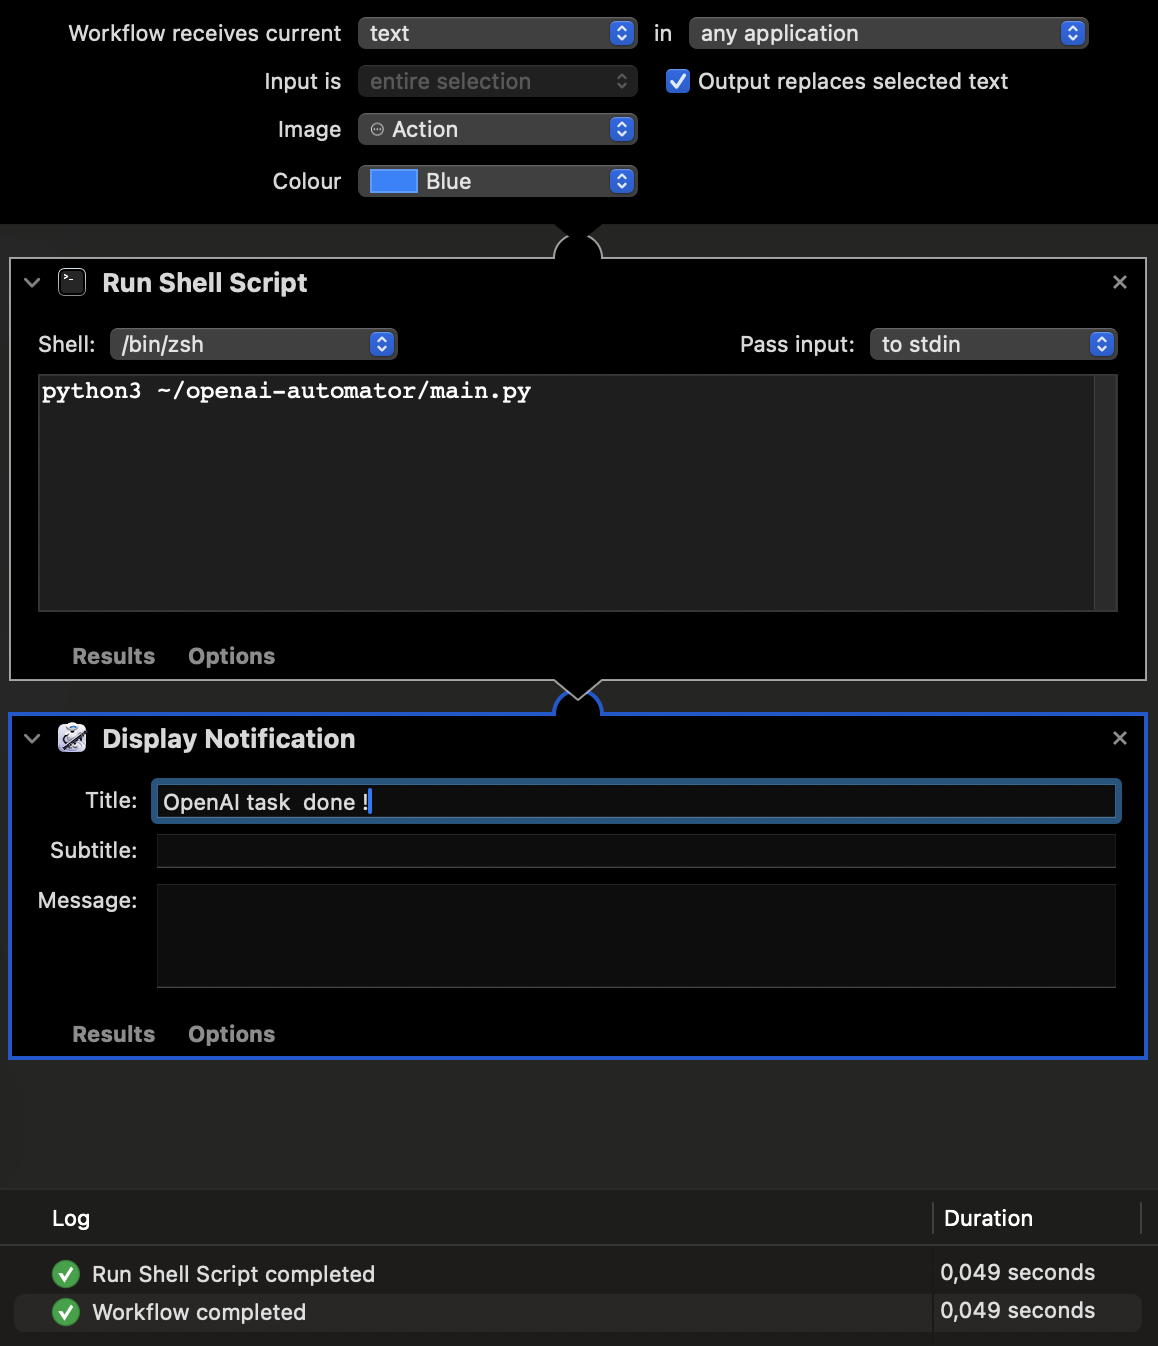 Workflow receives current text in any application
Input is entire selection Output replaces selected text
Image Action
Colour Blue
Run Shell Script
Shell: /bin/zsh Pass input: to stdin
python3 ~/openai-automator/main.py
Results Options
Display Notification
Title: OpenAI task  done !
Subtitle:
Message:
Results Options
Log Duration
Run Shell Script completed 0,049 seconds
Workflow completed 0,049 seconds